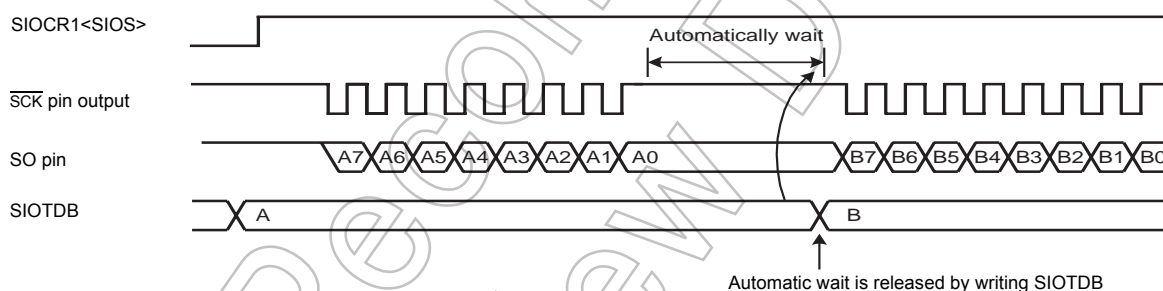 SIOCR1<SIOS>
Automatically wait
SCK pin output
SO pin
A7 A6 A5 A4 A3 A2 A1 A0 B7 B6 B5 B4 B3 B2 B1 B0
SIOTDB
A B
Automatic wait is released by writing SIOTDB